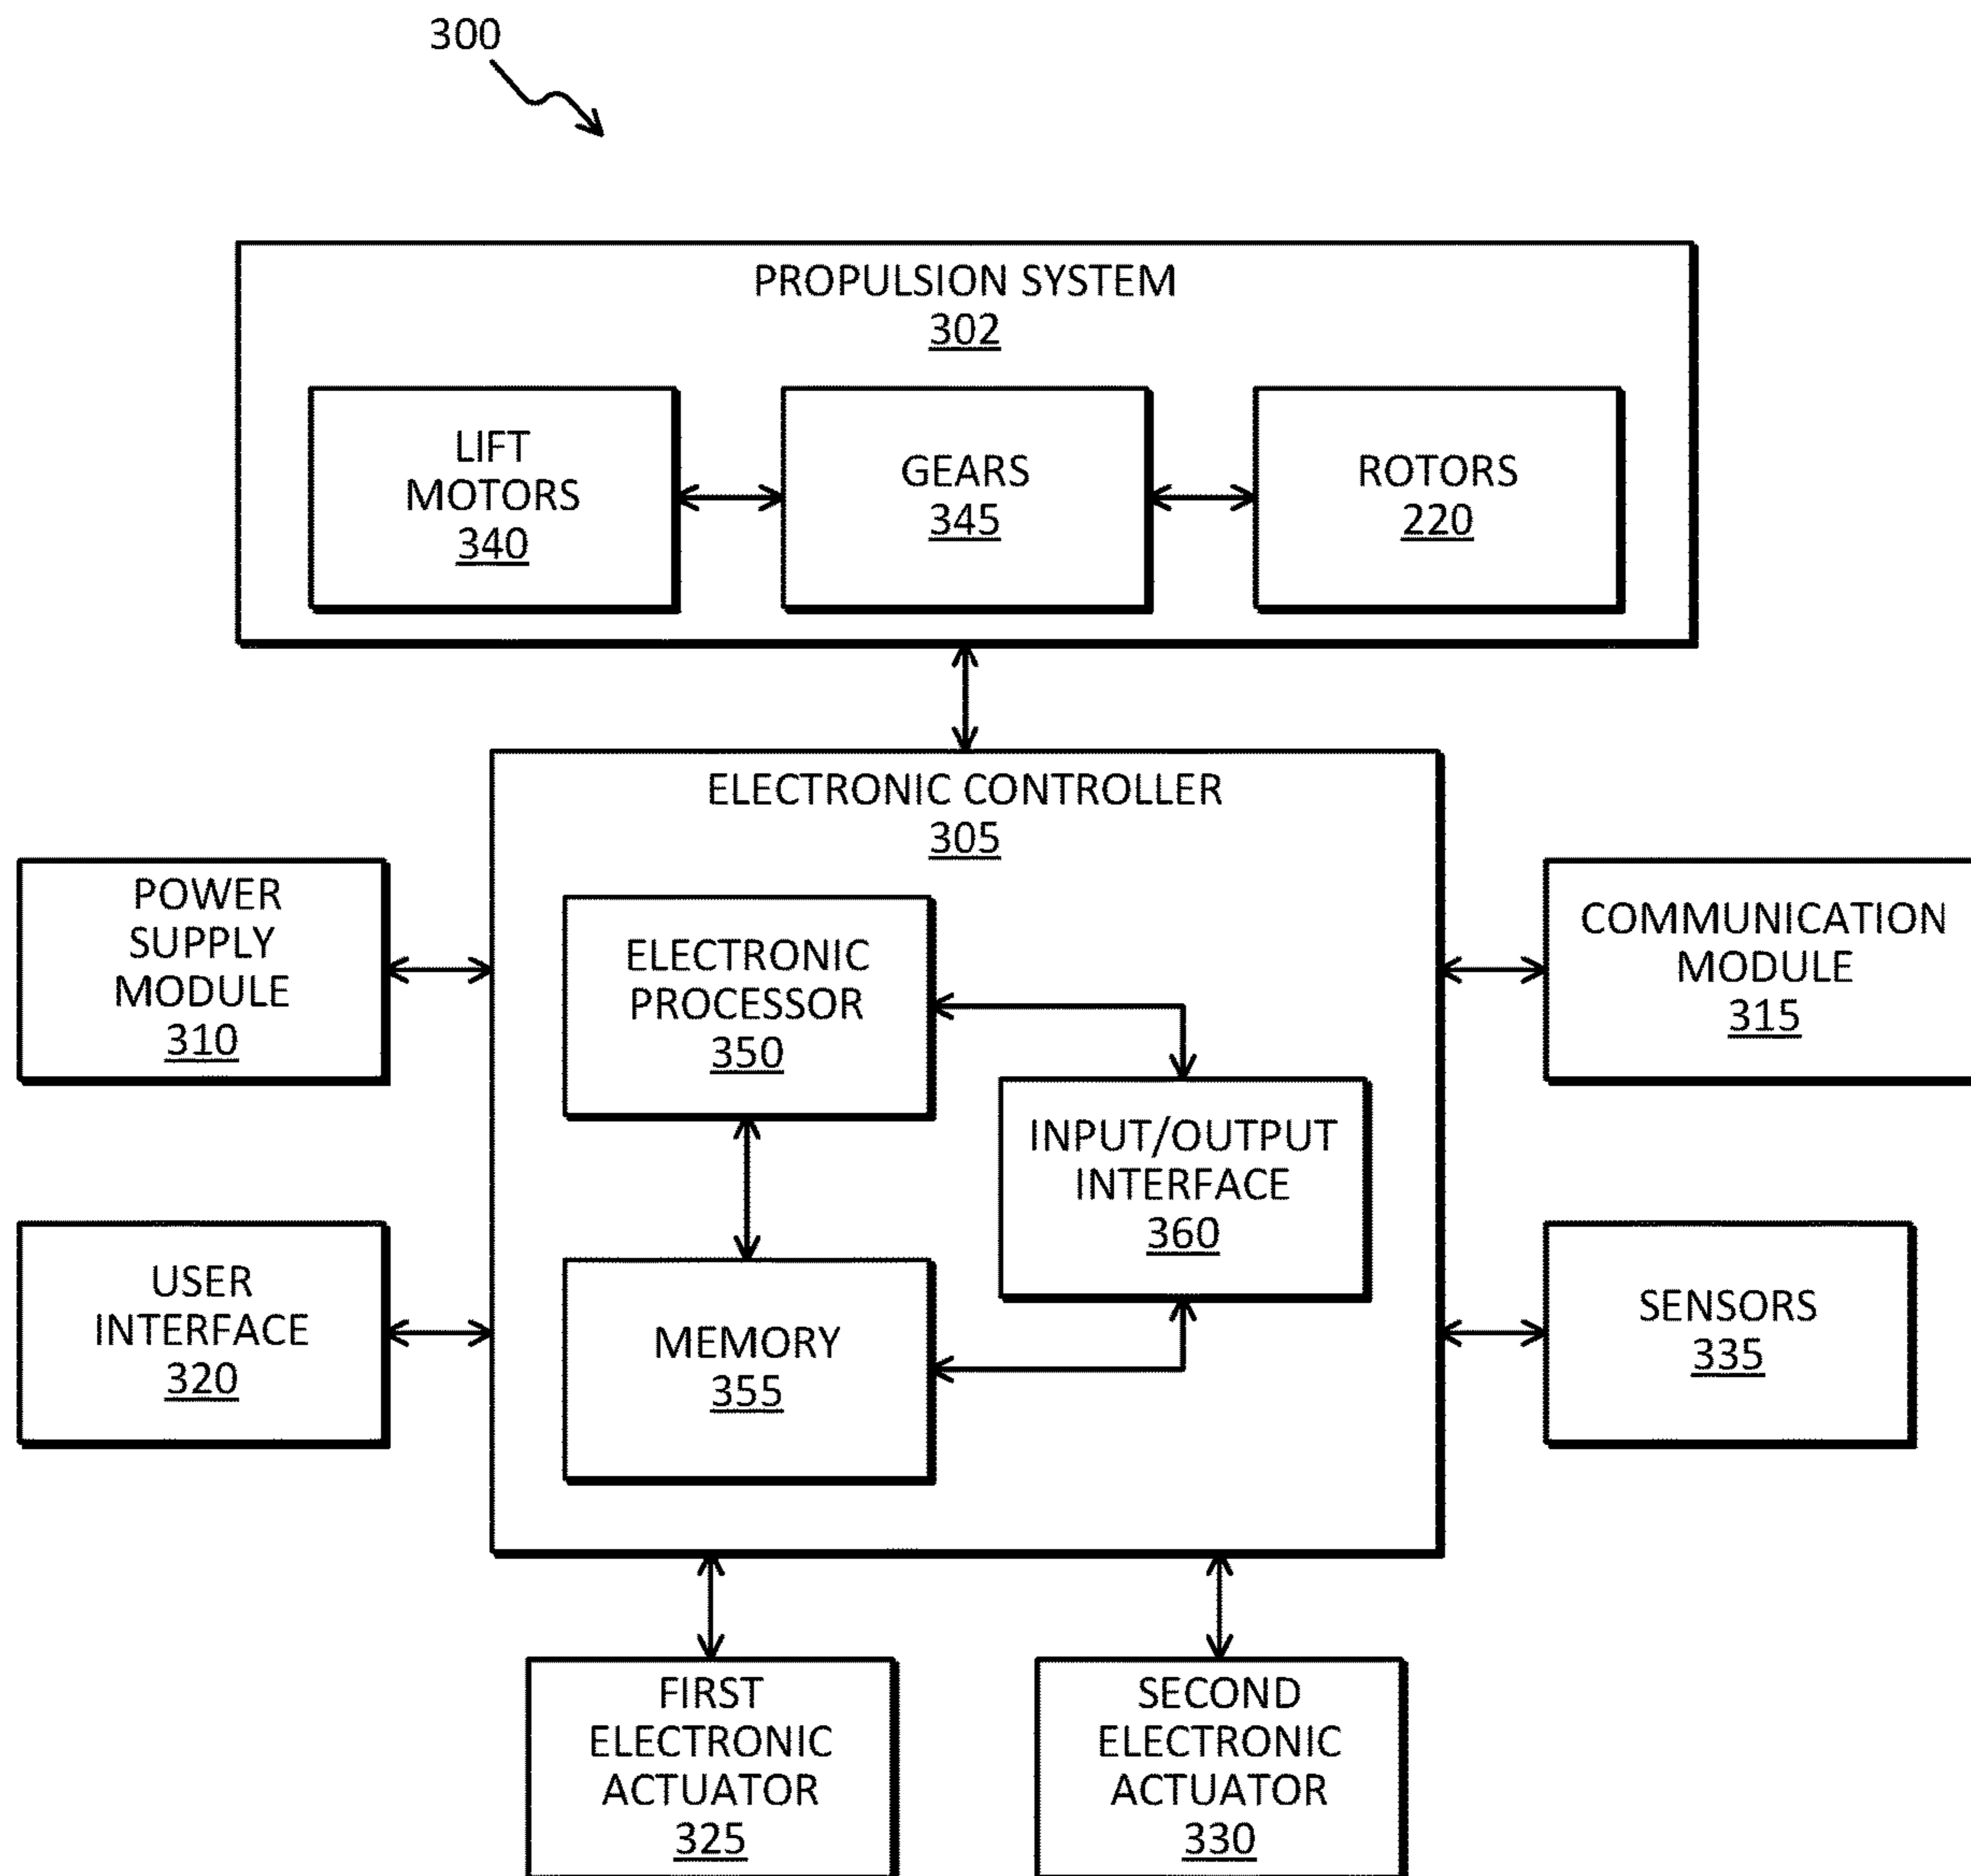 300
PROPULSION SYSTEM
302
LIFT
MOTORS
340
GEARS
345
ROTORS
220
ELECTRONIC CONTROLLER
305
POWER
SUPPLY
MODULE
310
ELECTRONIC
PROCESSOR
350
COMMUNICATION
MODULE
315
INPUT/OUTPUT
INTERFACE
360
USER
INTERFACE
320
MEMORY
355
SENSORS
335
FIRST
ELECTRONIC
ACTUATOR
325
SECOND
ELECTRONIC
ACTUATOR
330